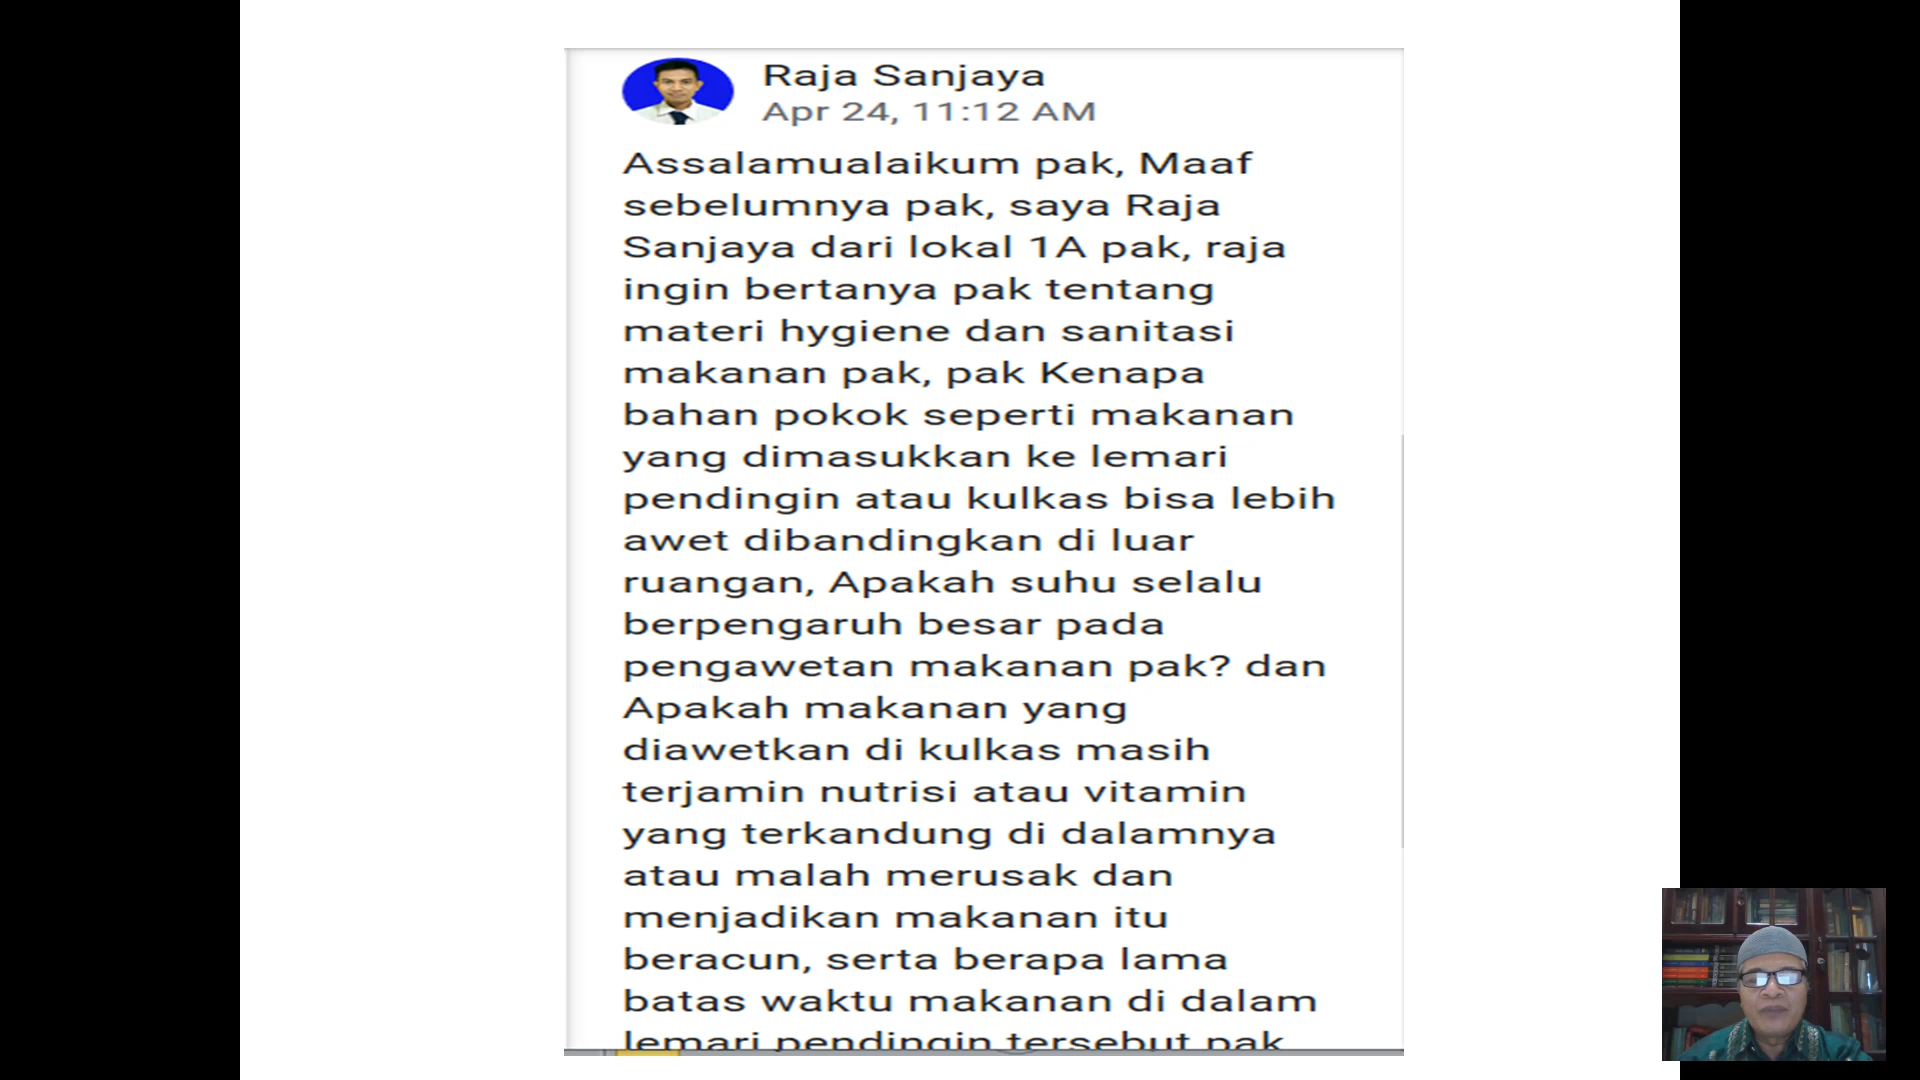 Raja Sanjaya
Apr 24, 11:12 AM
Assalamualaikum pak, Maaf
sebelumnya pak, saya Raja
Sanjaya dari lokal 1A pak, raja
ingin bertanya pak tentang
materi hygiene dan sanitasi
makanan pak, pak Kenapa
bahan pokok seperti makanan
yang dimasukkan ke lemari
pendingin atau kulkas bisa lebih
awet dibandingkan di luar
ruangan, Apakah suhu selalu
berpengaruh besar pada
pengawetan makanan pak? dan
Apakah makanan yang
diawetkan di kulkas masih
terjamin nutrisi atau vitamin
yang terkandung di dalamnya
atau malah merusak dan
menjadikan makanan itu
beracun, serta berapa lama
batas waktu makanan di dalam
lemari pendingin tersebut pak